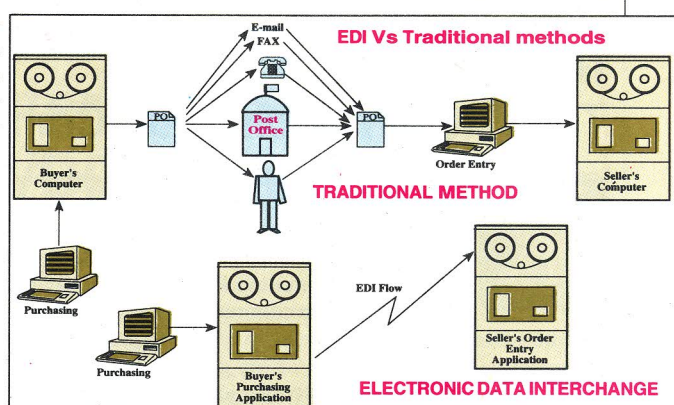 EDI Vs Traditional methods
E-mail
FAX
PO
Post
Office
PO
Order Entry
Buyer's
Computer
Seller's
Computer
TRADITIONAL METHOD
Purchasing
Purchasing
Buyer's
Purchasing
Application
EDI Flow
Seller's Order
Entry
Application
ELECTRONIC DATA INTERCHANGE